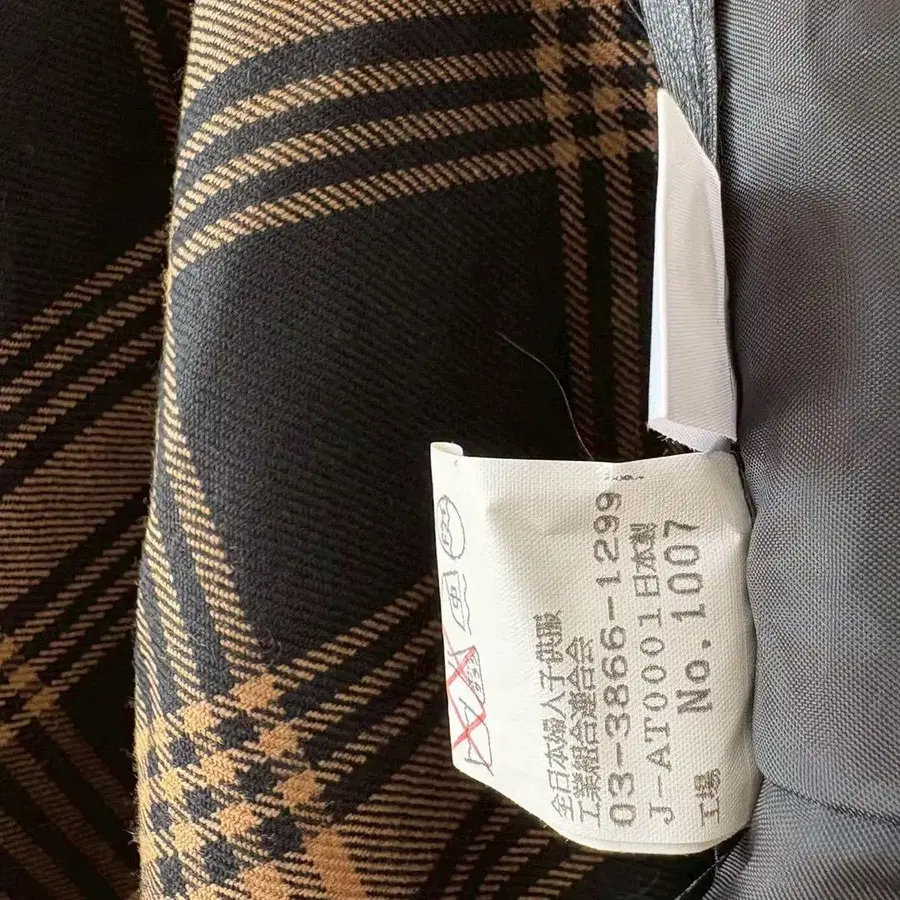 中
全日本婦人子供服
工業組合連合会
03-3866-1299
J-AT0001日本製
工場 No. 1007